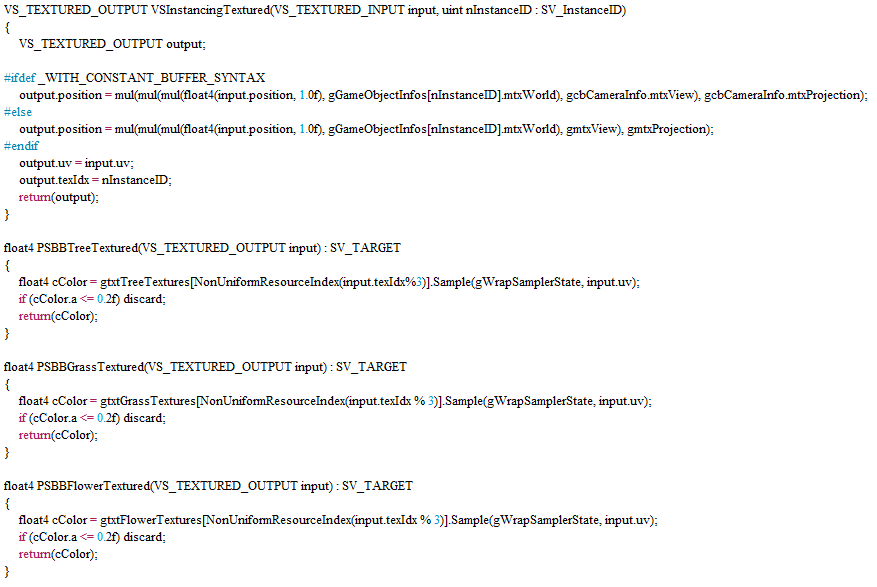 VS_TEXTURED_OUTPUT VSInstancingTextured(VS_TEXTURED_INPUT input, uint nInstanceID : SV_InstanceID)
{
VS_TEXTURED_OUTPUT output;
#ifdef _WITH_CONSTANT_BUFFER_SYNTAX
output.position = mul(mul(mul(float4(input.position, 1.0f), gGameObjectInfos[nInstanceID].mtxWorld), gcbCameraInfo.mtxView), gcbCameraInfo.mtxProjection);
#else
output.position = mul(mul(mul(float4(input.position, 1.0f), gGameObjectInfos[nInstanceID].mtxWorld), gmtxView), gmtxProjection);
#endif
output.uv = input.uv;
output.texIdx = nInstanceID;
return(output);
}
float4 PSBBTreeTextured(VS_TEXTURED_OUTPUT input) : SV_TARGET
{
float4 cColor = gtxtTreeTextures[NonUniformResourceIndex(input.texIdx%3)].Sample(gWrapSamplerState, input.uv);
if (cColor.a <= 0.2f) discard;
return(cColor);
}
float4 PSBBGrassTextured(VS_TEXTURED_OUTPUT input) : SV_TARGET
{
float4 cColor = gtxtGrassTextures[NonUniformResourceIndex(input.texIdx % 3)].Sample(gWrapSamplerState, input.uv);
if (cColor.a <= 0.2f) discard;
return(cColor);
}
float4 PSBBFlowerTextured(VS_TEXTURED_OUTPUT input) : SV_TARGET
{
float4 cColor = gtxtFlowerTextures[NonUniformResourceIndex(input.texIdx % 3)].Sample(gWrapSamplerState, input.uv);
if (cColor.a <= 0.2f) discard;
return(cColor);
}